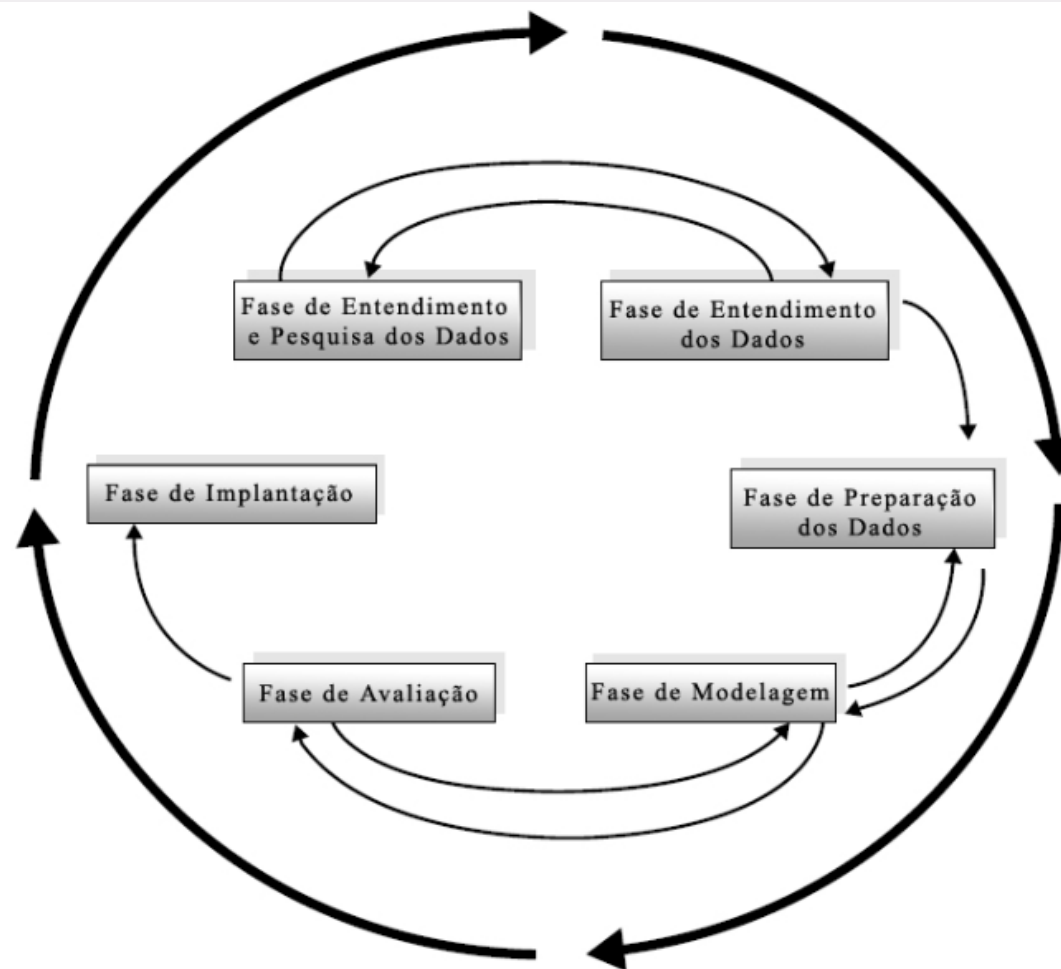 Fase de Entendimento
e Pesquisa dos Dados
Fase de Entendimento
dos Dados
Fase de Implantação
Fase de Preparação
dos Dados
Fase de Avaliação
Fase de Modelagem